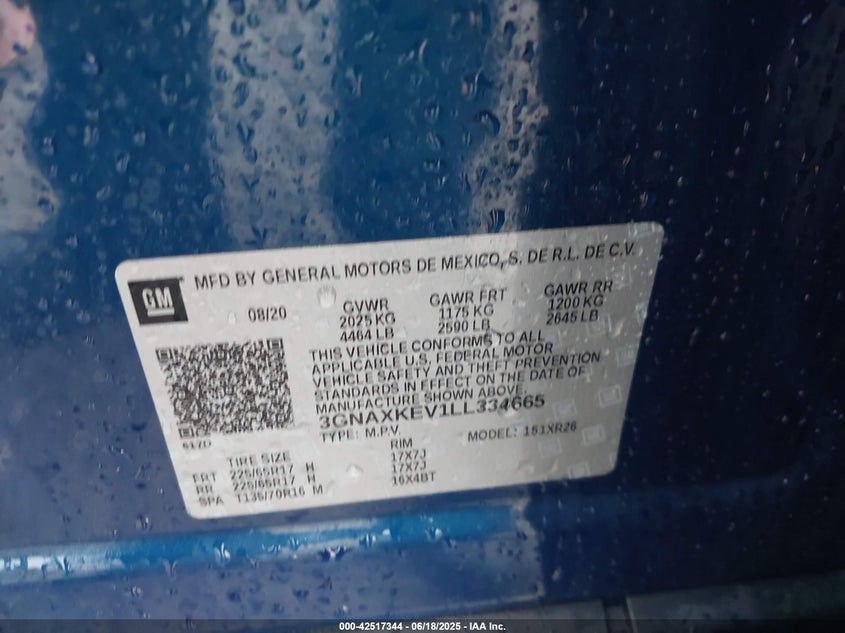 GM
MFD BY GENERAL MOTORS DE MEXICO, S. DE R.L. DE C.V.
08/20 GVWR GAWR FRT GAWR RR
2025 KG 1175 KG 1200 KG
4464 LB 2590 LB 2645 LB
THIS VEHICLE CONFORMS TO ALL
APPLICABLE U.S. FEDERAL MOTOR
VEHICLE SAFETY AND THEFT PREVENTION
STANDARDS IN EFFECT ON THE DATE OF
MANUFACTURE SHOWN ABOVE.
3GNAXKEV1LL334665
TYPE: M.P.V. MODEL: 151XR26
617D
TIRE SIZE RIM
FRT 225/65R17 H 17X7J
RR 225/65R17 H 17X7J
SPA T135/70R16 M 16X4BT
000-42517344 - 06/18/2025 - IAA Inc.